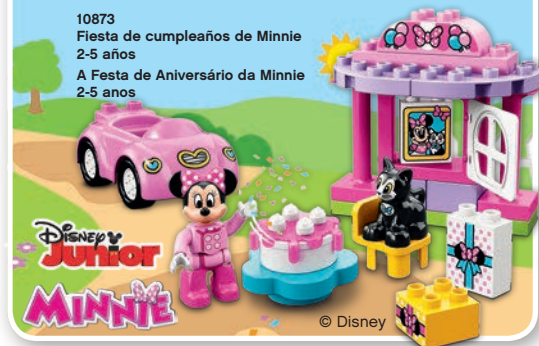 10873
Fiesta de cumpleaños de Minnie
2-5 años
A Festa de Aniversário da Minnie
2-5 anos
Disney
Junior
MINNIE
© Disney